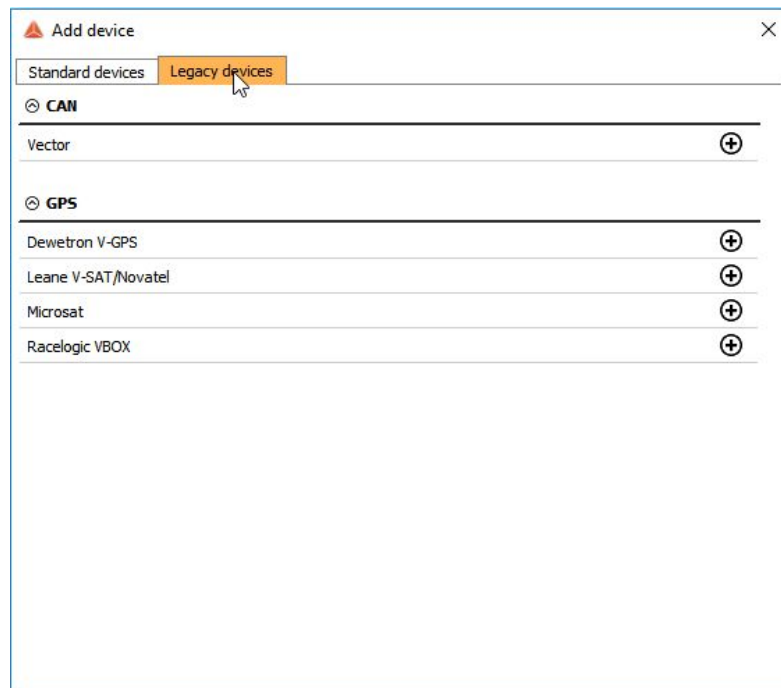 Add device
Standard devices
Legacy devices
CAN
Vector
GPS
Dewetron V-GPS
Leane V-SAT/Novatel
Microsat
Racelogic VBOX